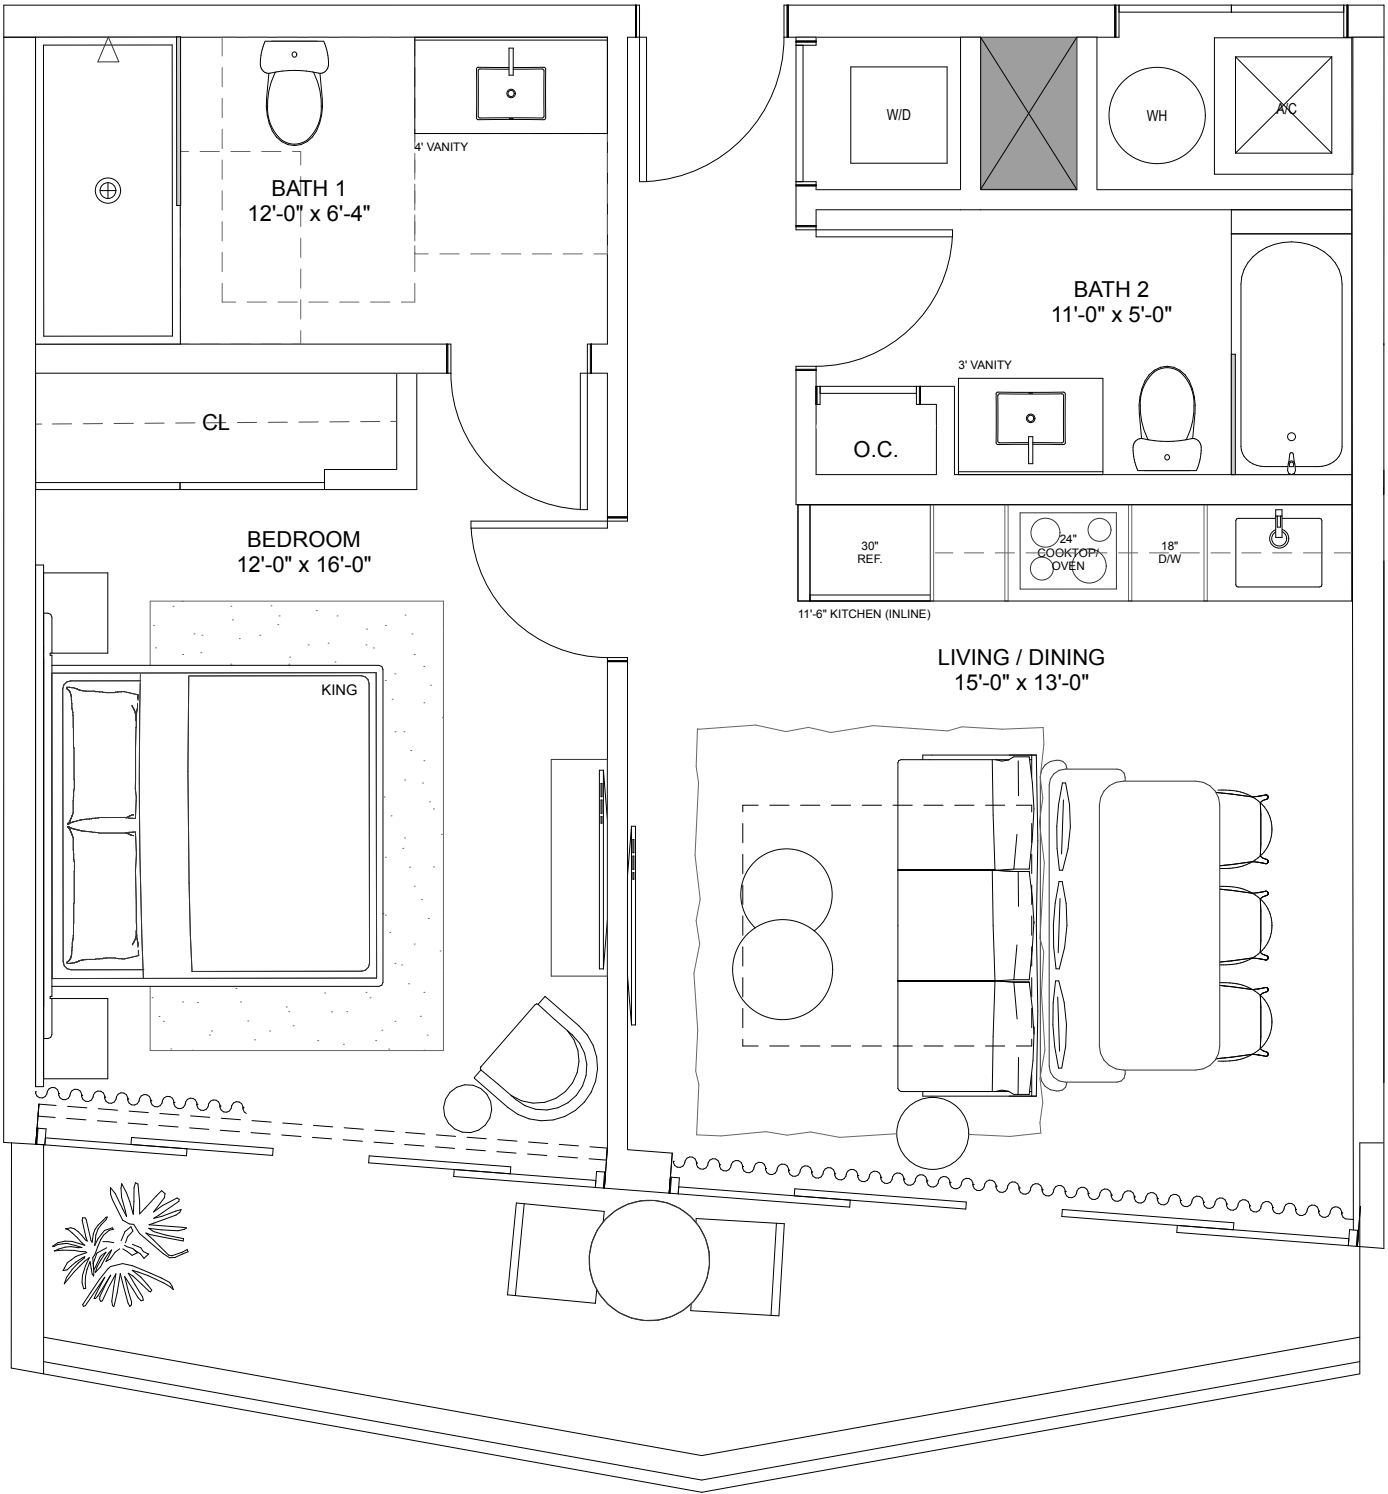 W/D
WH
A/C
4' VANITY
BATH 1
12'-0" x 6'-4"
BATH 2
11'-0" x 5'-0"
3' VANITY
CL
O.C.
BEDROOM
12'-0" x 16'-0"
30"
REF.
24"
COOKTOP/
OVEN
18"
D/W
11'-6" KITCHEN (INLINE)
LIVING / DINING
15'-0" x 13'-0"
KING